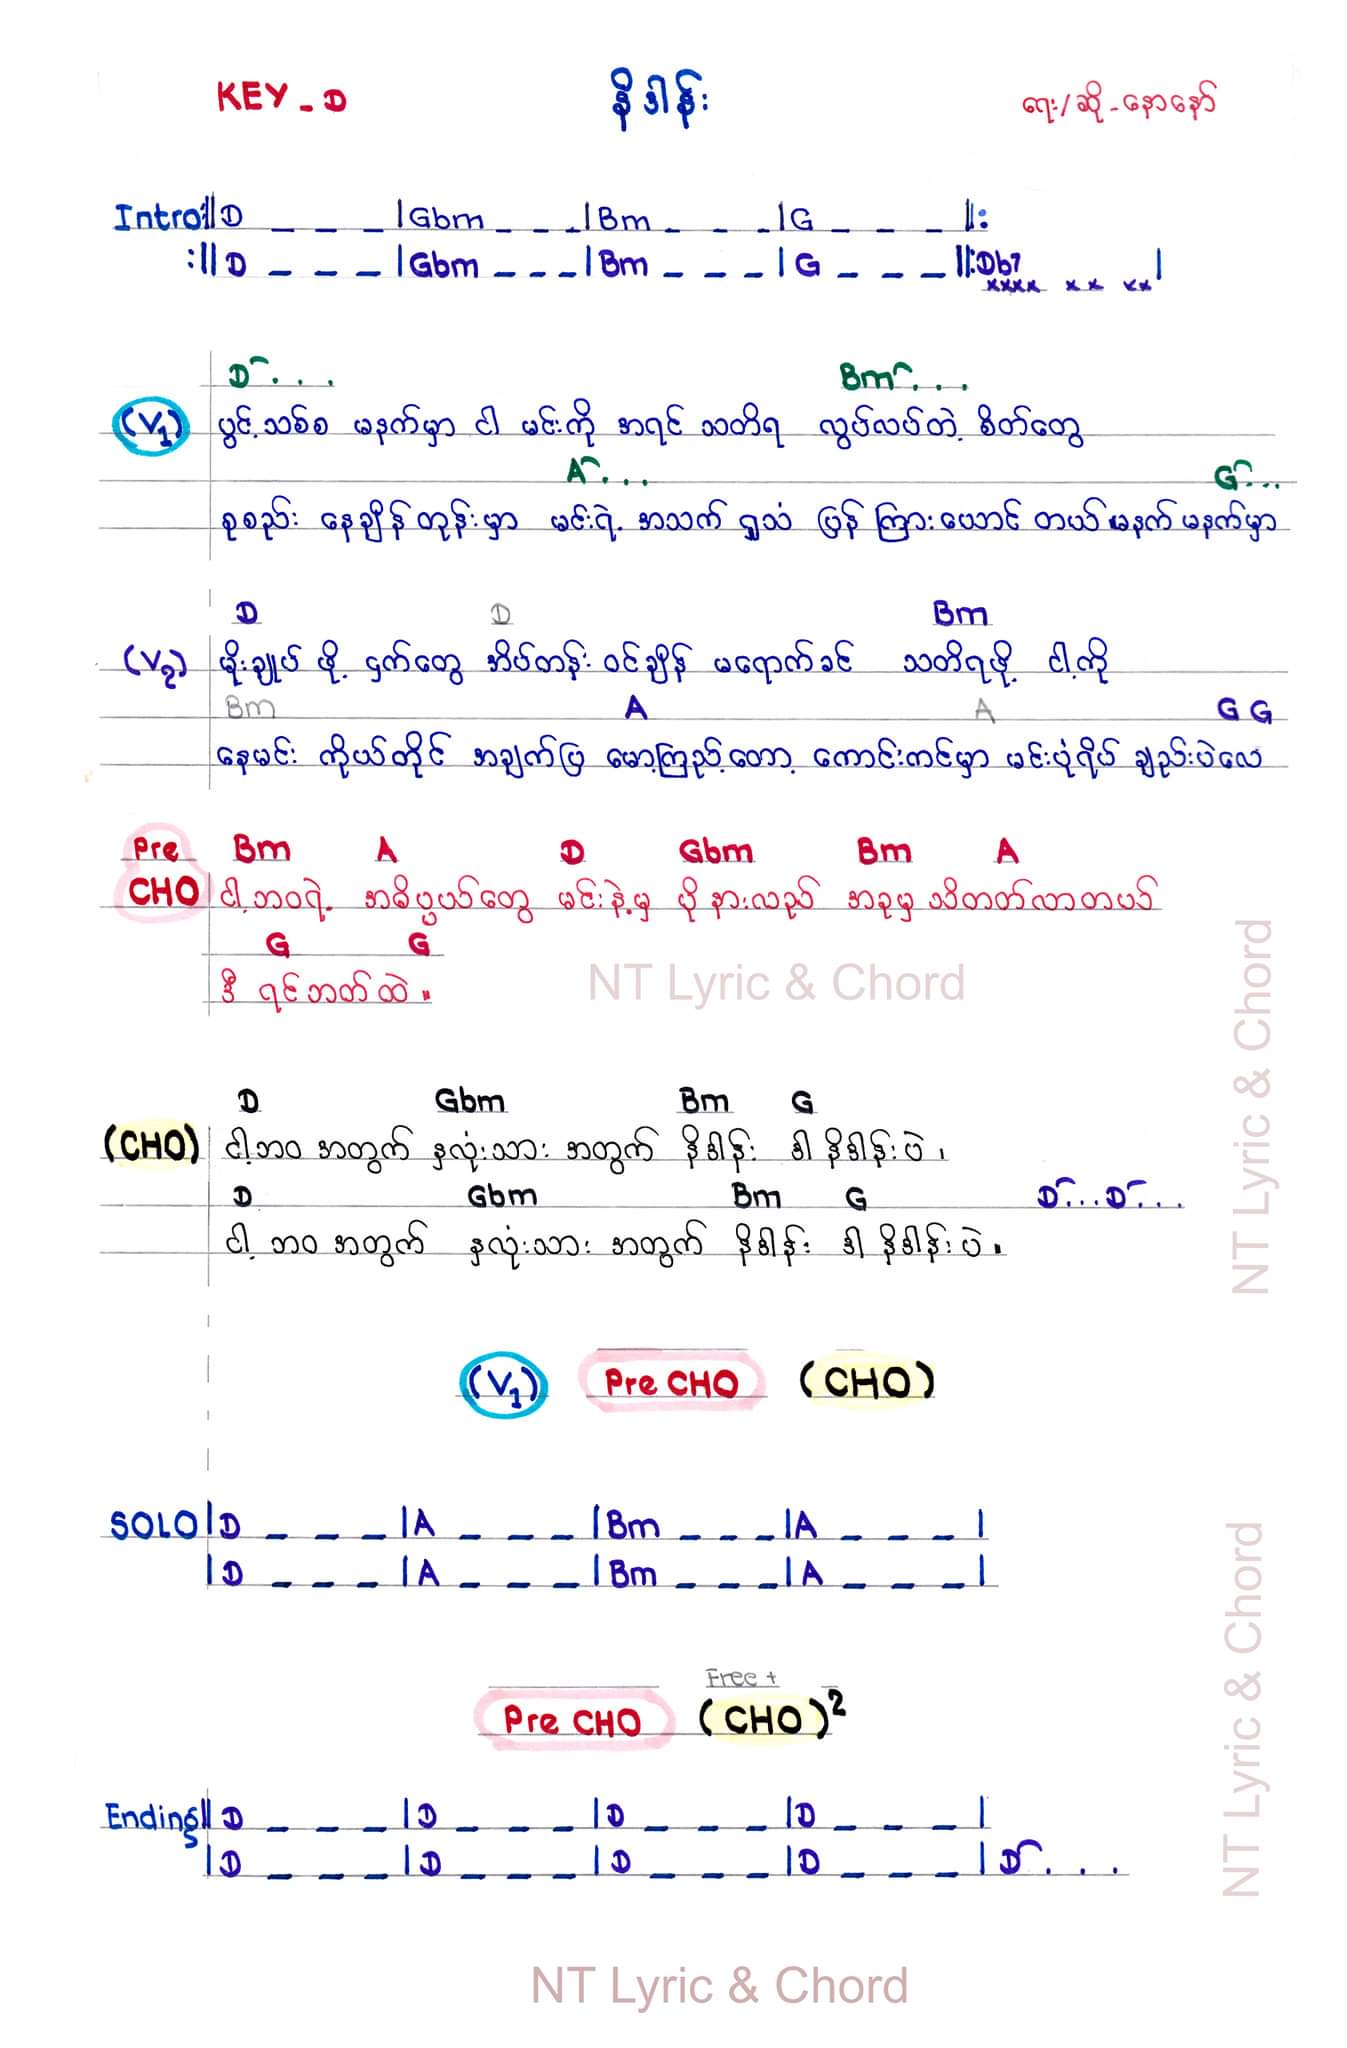 KEY - D နိဒါန်း ရေး/ဆို - နောနော်
Intro :|| D _ _ _ | Gbm _ _ _ | Bm _ _ _ | G _ _ _ ||:
:|| D _ _ _ | Gbm _ _ _ | Bm _ _ _ | G _ _ _ ||: Db7 |
xxxx xx xx
D . . . Bm . . .
(V1) ပွင့်သစ်စ မနက်မှာ ငါ မင်းကို အရင် သတိရ လွပ်လပ်တဲ့ စိတ်တွေ
A . . . G . . .
စုစည်း နေချိန်တုန်းမှာ မင်းရဲ့ အသက် ရှူသံ ပြန် ကြားယောင် တယ် မနက် မနက်မှာ
D D Bm
(V2) မိုးချုပ် ဖို့ ငှက်တွေ အိပ်တန်း ဝင်ချိန် မရောက်ခင် သတိရဖို့ ငါ့ကို
Bm A A G G
နေမင်း ကိုယ်တိုင် အချက်ပြ မော့ကြည့်တော့ ကောင်းကင်မှာ မင်းပုံရိပ် ချည်းပဲလေ
Pre Bm A D Gbm Bm A
CHO ငါ့ဘဝရဲ့ အဓိပ္ပယ်တွေ မင်းနဲ့မှ ပို နားလည် အခုမှ သိတတ်လာတယ်
G G
ဒီ ရင်ဘတ်ထဲ ။
D Gbm Bm G
(CHO) ငါ့ဘဝ အတွက် နှလုံးသား အတွက် နိဒါန်း ဒါ နိဒါန်းပဲ ၊
D Gbm Bm G D . . . D . . .
ငါ့ ဘဝ အတွက် နှလုံးသား အတွက် နိဒါန်း ဒါ နိဒါန်းပဲ ။
(V1) Pre CHO (CHO)
SOLO | D _ _ _ | A _ _ _ | Bm _ _ _ | A _ _ _ |
| D _ _ _ | A _ _ _ | Bm _ _ _ | A _ _ _ |
Free +
Pre CHO (CHO)²
Ending || D _ _ _ | D _ _ _ | D _ _ _ | D _ _ _ |
| D _ _ _ | D _ _ _ | D _ _ _ | D _ _ _ | D . . .
NT Lyric & Chord
NT Lyric & Chord
NT Lyric & Chord
NT Lyric & Chord